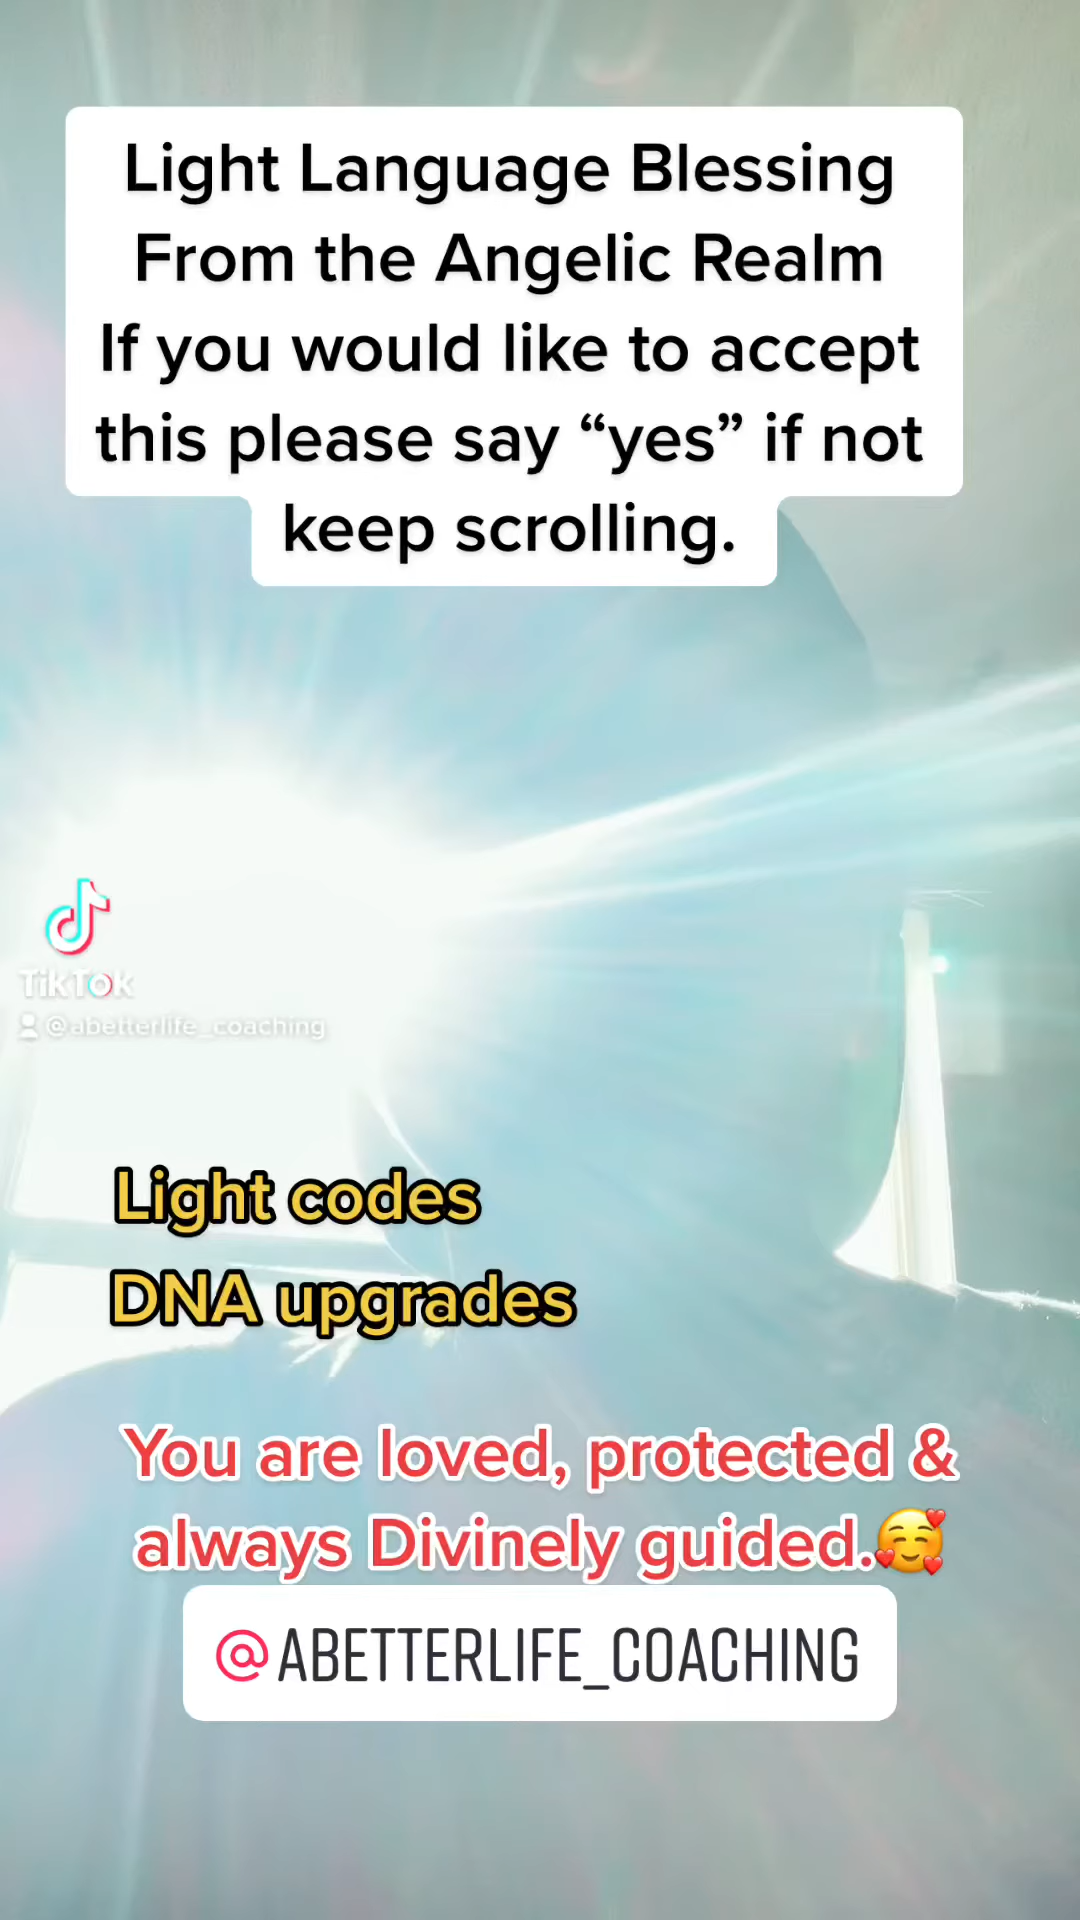 Light Language Blessing
From the Angelic Realm
If you would like to accept
this please say “yes” if not
keep scrolling.
TikTok
@abetterlife_coaching
Light codes
DNA upgrades
You are loved, protected &
always Divinely guided.🥰
@ABETTERLIFE_COACHING